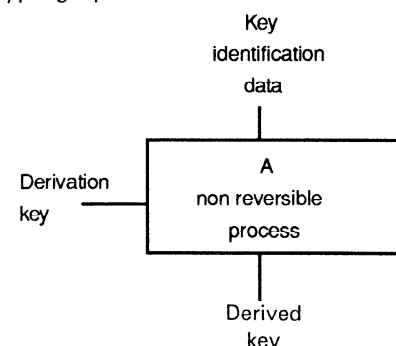 Key
identification
data
A
Derivation
non reversible
key
process
Derived
key